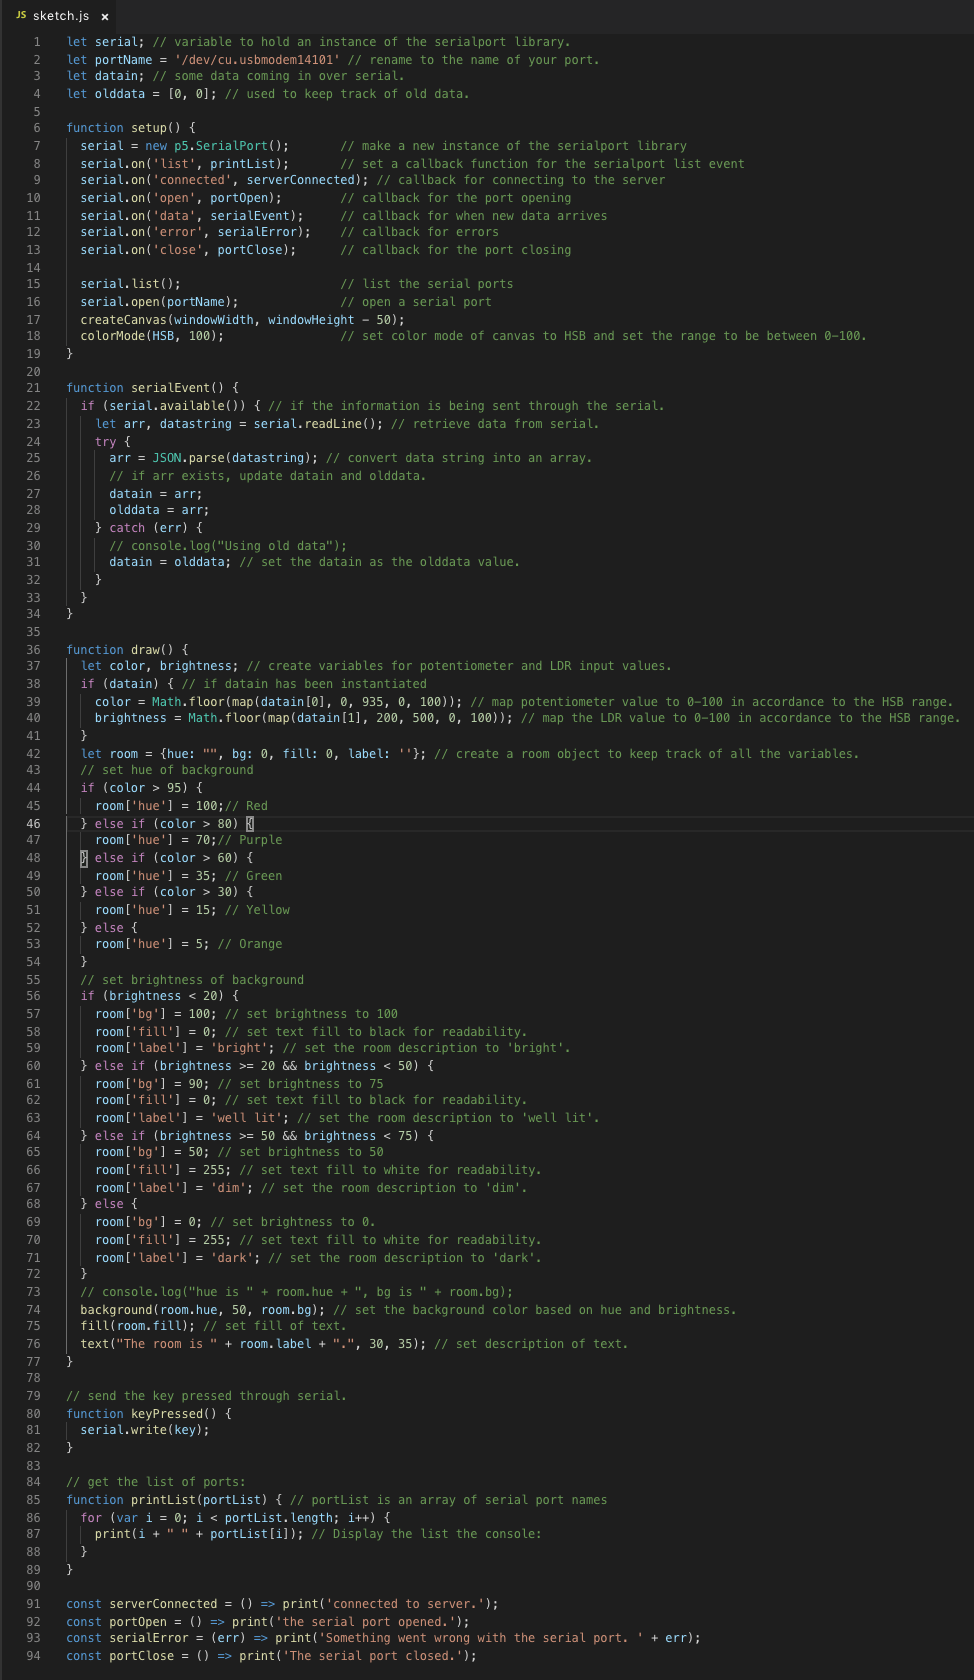 JS sketch.js ×
1 let serial; // variable to hold an instance of the serialport library.
2 let portName = '/dev/cu.usbmodem14101' // rename to the name of your port.
3 let datain; // some data coming in over serial.
4 let olddata = [0, 0]; // used to keep track of old data.
5
6 function setup() {
7   serial = new p5.SerialPort();       // make a new instance of the serialport library
8   serial.on('list', printList);       // set a callback function for the serialport list event
9   serial.on('connected', serverConnected); // callback for connecting to the server
10   serial.on('open', portOpen);        // callback for the port opening
11   serial.on('data', serialEvent);     // callback for when new data arrives
12   serial.on('error', serialError);    // callback for errors
13   serial.on('close', portClose);      // callback for the port closing
14
15   serial.list();                      // list the serial ports
16   serial.open(portName);              // open a serial port
17   createCanvas(windowWidth, windowHeight - 50);
18   colorMode(HSB, 100);                // set color mode of canvas to HSB and set the range to be between 0-100.
19 }
20
21 function serialEvent() {
22   if (serial.available()) { // if the information is being sent through the serial.
23     let arr, datastring = serial.readLine(); // retrieve data from serial.
24     try {
25       arr = JSON.parse(datastring); // convert data string into an array.
26       // if arr exists, update datain and olddata.
27       datain = arr;
28       olddata = arr;
29     } catch (err) {
30       // console.log("Using old data");
31       datain = olddata; // set the datain as the olddata value.
32     }
33   }
34 }
35
36 function draw() {
37   let color, brightness; // create variables for potentiometer and LDR input values.
38   if (datain) { // if datain has been instantiated
39     color = Math.floor(map(datain[0], 0, 935, 0, 100)); // map potentiometer value to 0-100 in accordance to the HSB range.
40     brightness = Math.floor(map(datain[1], 200, 500, 0, 100)); // map the LDR value to 0-100 in accordance to the HSB range.
41   }
42   let room = {hue: "", bg: 0, fill: 0, label: ''}; // create a room object to keep track of all the variables.
43   // set hue of background
44   if (color > 95) {
45     room['hue'] = 100;// Red
46   } else if (color > 80) {
47     room['hue'] = 70;// Purple
48   } else if (color > 60) {
49     room['hue'] = 35; // Green
50   } else if (color > 30) {
51     room['hue'] = 15; // Yellow
52   } else {
53     room['hue'] = 5; // Orange
54   }
55   // set brightness of background
56   if (brightness < 20) {
57     room['bg'] = 100; // set brightness to 100
58     room['fill'] = 0; // set text fill to black for readability.
59     room['label'] = 'bright'; // set the room description to 'bright'.
60   } else if (brightness >= 20 && brightness < 50) {
61     room['bg'] = 90; // set brightness to 75
62     room['fill'] = 0; // set text fill to black for readability.
63     room['label'] = 'well lit'; // set the room description to 'well lit'.
64   } else if (brightness >= 50 && brightness < 75) {
65     room['bg'] = 50; // set brightness to 50
66     room['fill'] = 255; // set text fill to white for readability.
67     room['label'] = 'dim'; // set the room description to 'dim'.
68   } else {
69     room['bg'] = 0; // set brightness to 0.
70     room['fill'] = 255; // set text fill to white for readability.
71     room['label'] = 'dark'; // set the room description to 'dark'.
72   }
73   // console.log("hue is " + room.hue + ", bg is " + room.bg);
74   background(room.hue, 50, room.bg); // set the background color based on hue and brightness.
75   fill(room.fill); // set fill of text.
76   text("The room is " + room.label + ".", 30, 35); // set description of text.
77 }
78
79 // send the key pressed through serial.
80 function keyPressed() {
81   serial.write(key);
82 }
83
84 // get the list of ports:
85 function printList(portList) { // portList is an array of serial port names
86   for (var i = 0; i < portList.length; i++) {
87     print(i + " " + portList[i]); // Display the list the console:
88   }
89 }
90
91 const serverConnected = () => print('connected to server.');
92 const portOpen = () => print('the serial port opened.');
93 const serialError = (err) => print('Something went wrong with the serial port. ' + err);
94 const portClose = () => print('The serial port closed.');